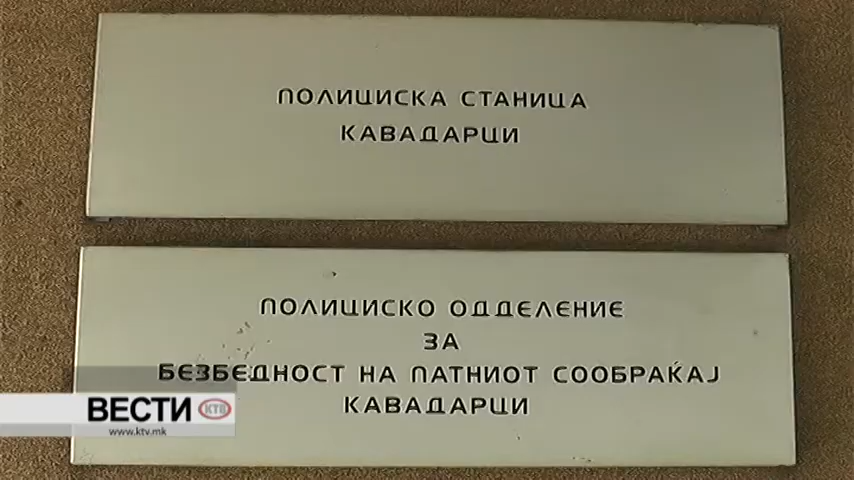 ПОЛИЦИСКА СТАНИЦА
КАВАДАРЦИ
ПОЛИЦИСКО ОДДЕЛЕНИЕ
ЗА
БЕЗБЕДНОСТ НА ПАТНИОТ СООБРАЌАЈ
КАВАДАРЦИ
ВЕСТИ КТВ
www.ktv.mk